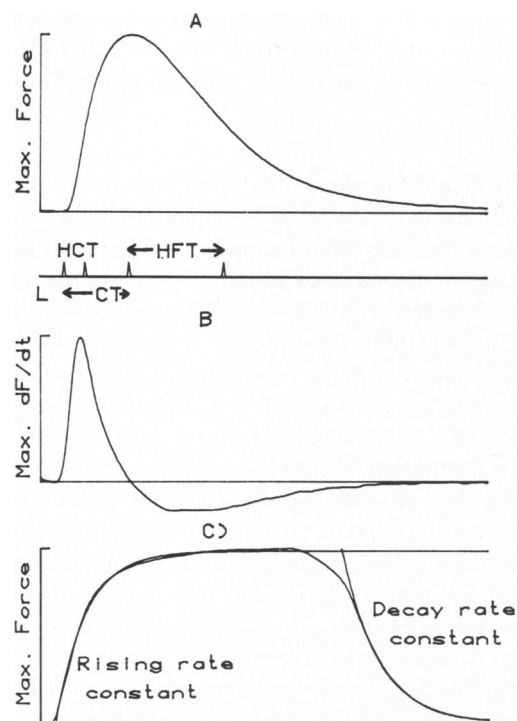 A
Max. Force
HCT
HFT
L
CT
B
Max. dF/dt
C)
Max. Force
Decay rate
constant
Rising rate
constant